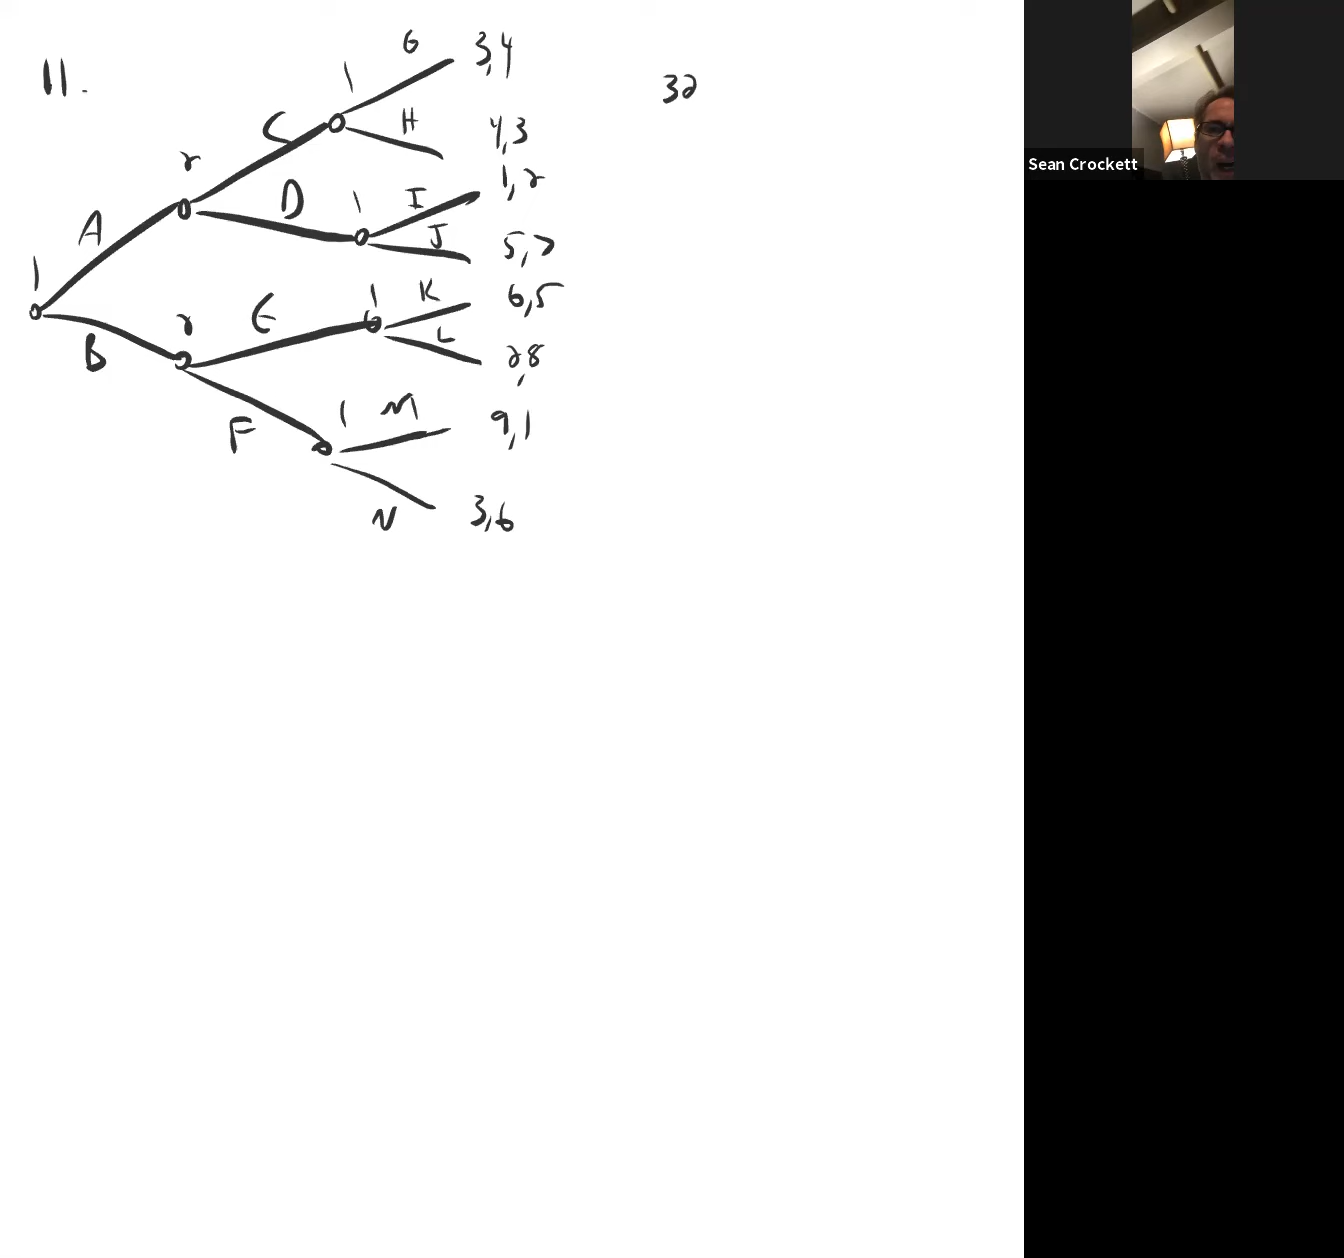 11.
G 3,4
32
1
C H 4,3
2
D 1 I 1,2
A J 5,7
1
1 K 6,5
2 E L 2,8
B
1 M 9,1
F
N 3,6
Sean Crockett